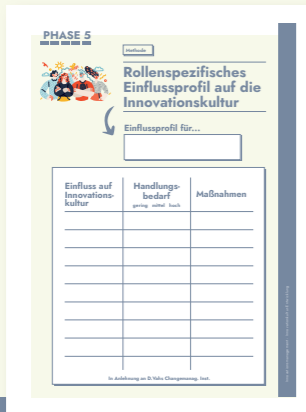 PHASE 5
Methode
Rollenspezifisches
Einflussprofil auf die
Innovationskultur
Einflussprofil für...
Einfluss auf
Innovations-
kultur
Handlungs-
bedarf
gering mittel hoch
Maßnahmen
In Anlehnung an D. Vahs Changemanag. Inst.